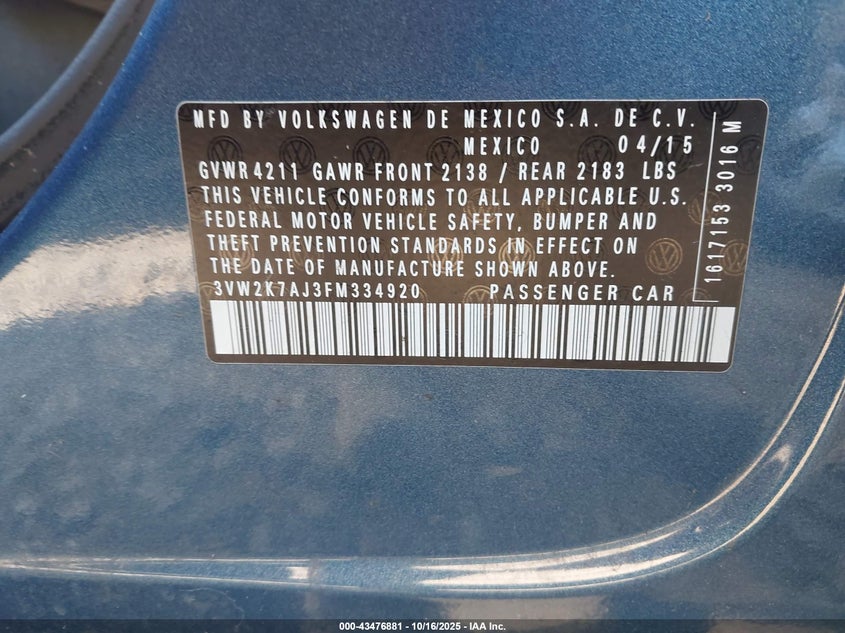 MFD BY VOLKSWAGEN DE MEXICO S.A. DE C.V.
MEXICO 04/15
GVWR 4211 GAWR FRONT 2138 / REAR 2183 LBS
THIS VEHICLE CONFORMS TO ALL APPLICABLE U.S.
FEDERAL MOTOR VEHICLE SAFETY, BUMPER AND
THEFT PREVENTION STANDARDS IN EFFECT ON
THE DATE OF MANUFACTURE SHOWN ABOVE.
3VW2K7AJ3FM334920 PASSENGER CAR
1617153 3016 M
000-43476881 - 10/16/2025 - IAA Inc.